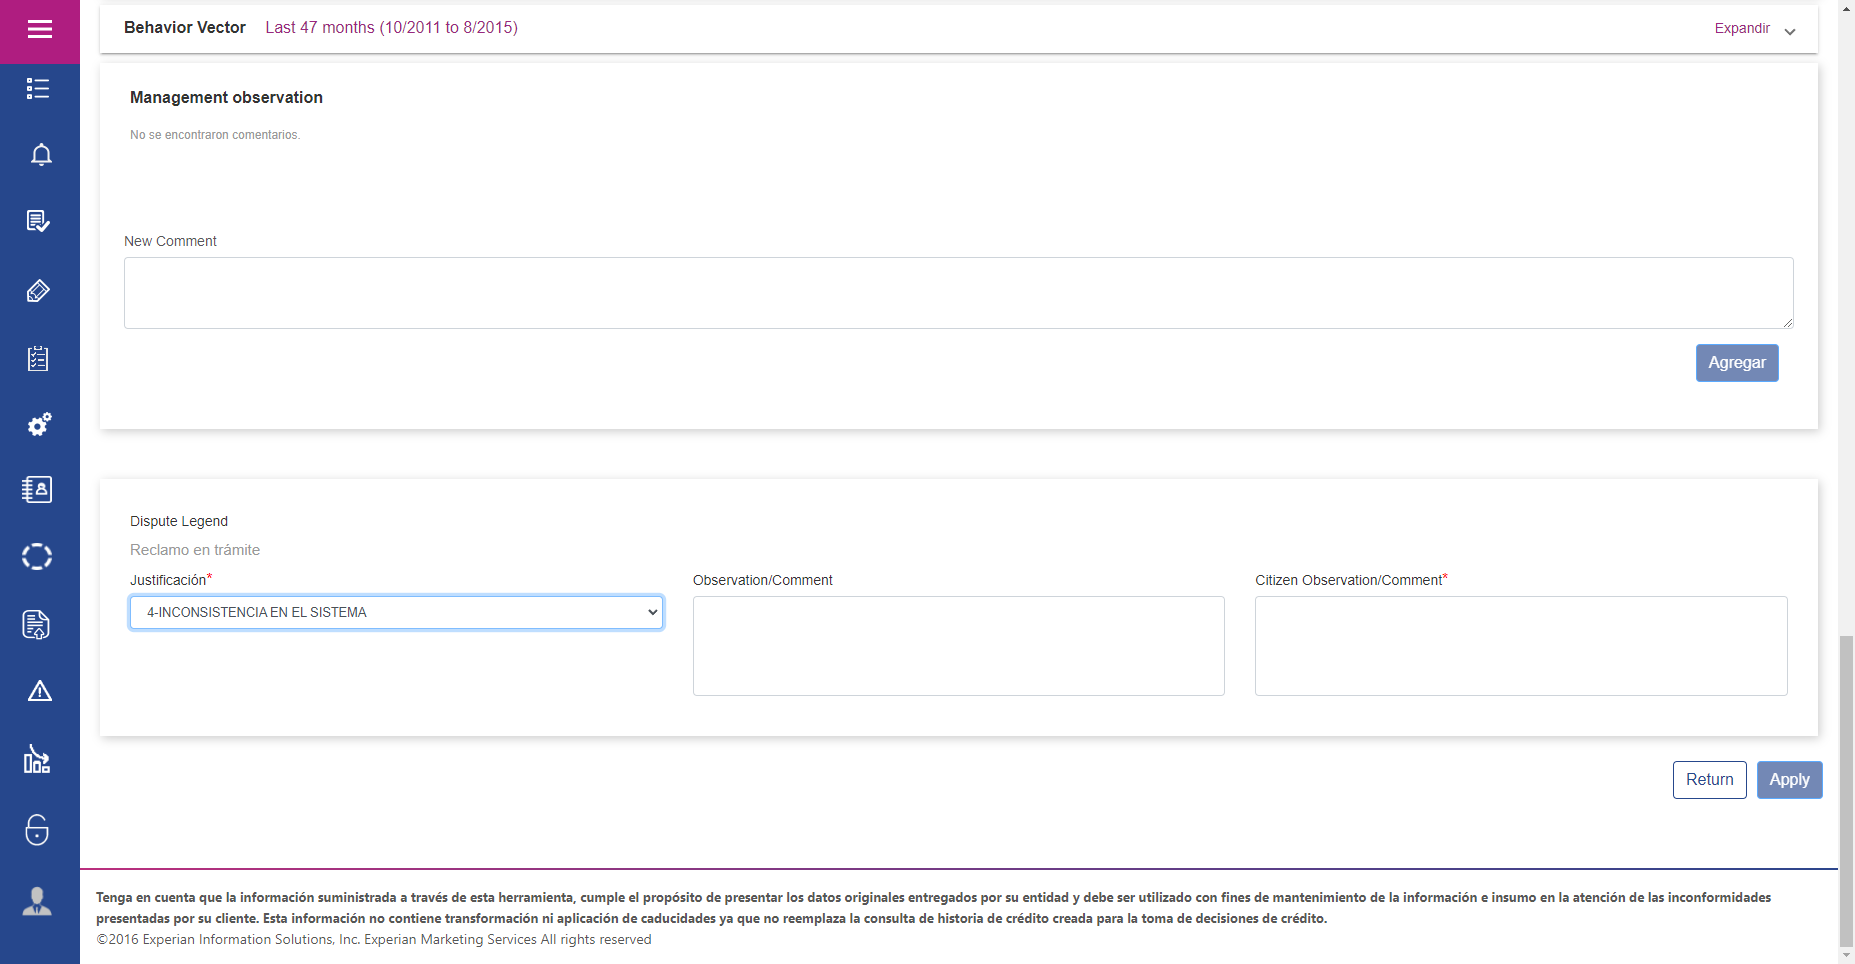 Behavior Vector Last 47 months (10/2011 to 8/2015) Expandir
Management observation
No se encontraron comentarios.
New Comment
Agregar
Dispute Legend
Reclamo en trámite
Justificación* Observation/Comment Citizen Observation/Comment*
4-INCONSISTENCIA EN EL SISTEMA
Return Apply
Tenga en cuenta que la información suministrada a través de esta herramienta, cumple el propósito de presentar los datos originales entregados por su entidad y debe ser utilizado con fines de mantenimiento de la información e insumo en la atención de las inconformidades
presentadas por su cliente. Esta información no contiene transformación ni aplicación de caducidades ya que no reemplaza la consulta de historia de crédito creada para la toma de decisiones de crédito.
©2016 Experian Information Solutions, Inc. Experian Marketing Services All rights reserved